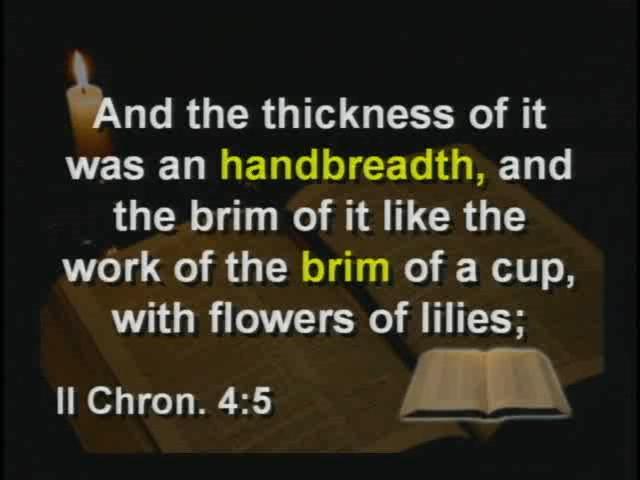 And the thickness of it
was an handbreadth, and
the brim of it like the
work of the brim of a cup,
with flowers of lilies;
II Chron. 4:5